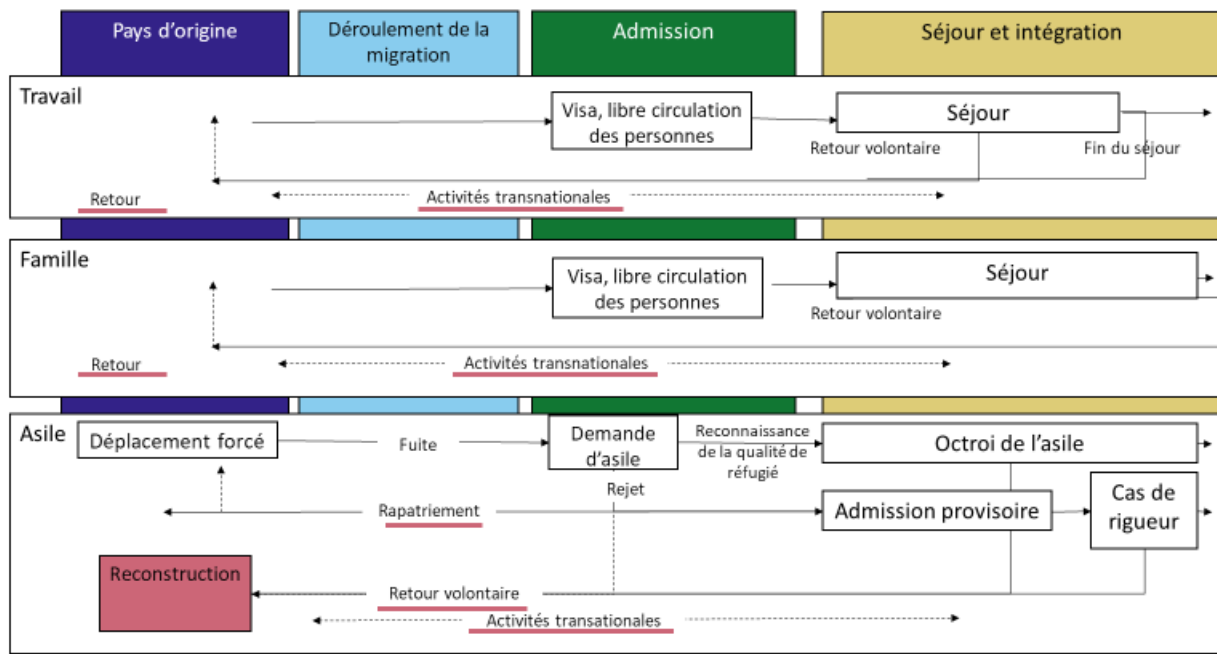 Pays d'origine
Déroulement de la
migration
Admission
Séjour et intégration
Travail
Visa, libre circulation
des personnes
Séjour
Retour volontaire
Fin du séjour
Retour
Activités transnationales
Famille
Visa, libre circulation
des personnes
Séjour
Retour volontaire
Retour
Activités transnationales
Asile
Déplacement forcé
Fuite
Demande
d'asile
Reconnaissance
de la qualité de
réfugié
Octroi de l'asile
Rejet
Rapatriement
Admission provisoire
Cas de
rigueur
Reconstruction
Retour volontaire
Activités transationales